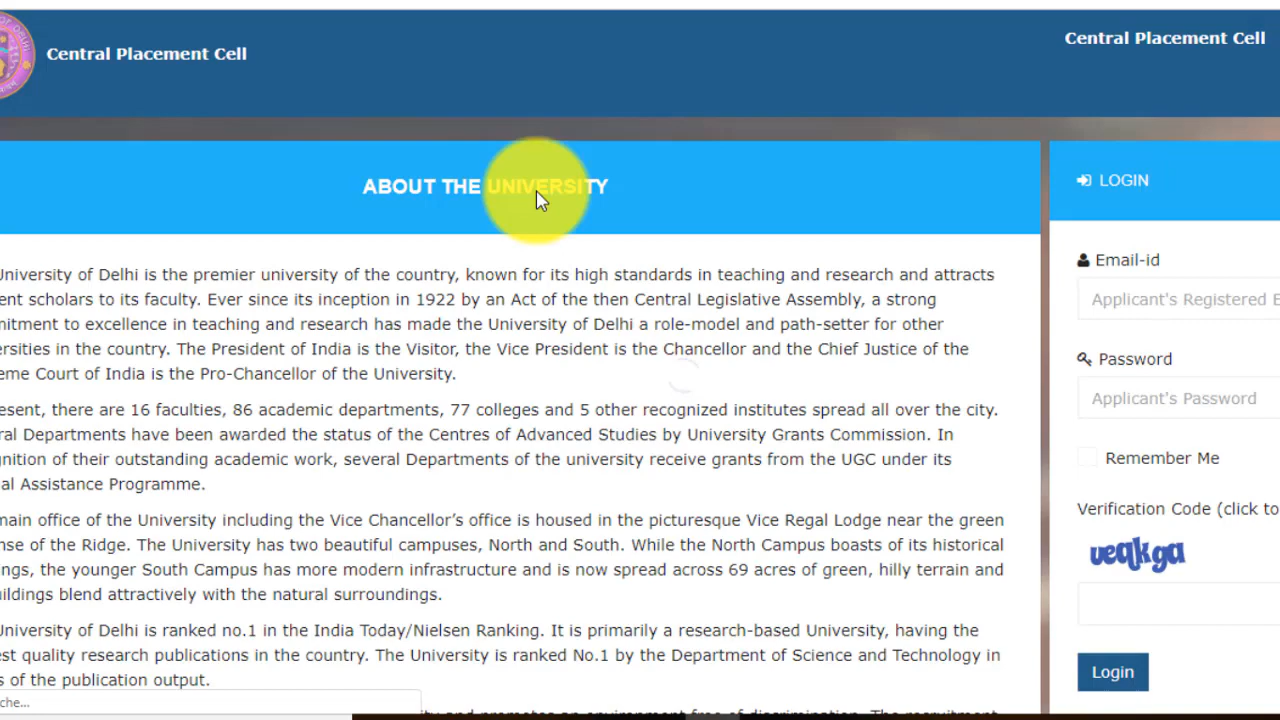 Central Placement Cell
Central Placement Cell
ABOUT THE UNIVERSITY
University of Delhi is the premier university of the country, known for its high standards in teaching and research and attracts
ent scholars to its faculty. Ever since its inception in 1922 by an Act of the then Central Legislative Assembly, a strong
mitment to excellence in teaching and research has made the University of Delhi a role-model and path-setter for other
ersities in the country. The President of India is the Visitor, the Vice President is the Chancellor and the Chief Justice of the
eme Court of India is the Pro-Chancellor of the University.
esent, there are 16 faculties, 86 academic departments, 77 colleges and 5 other recognized institutes spread all over the city.
ral Departments have been awarded the status of the Centres of Advanced Studies by University Grants Commission. In
gnition of their outstanding academic work, several Departments of the university receive grants from the UGC under its
al Assistance Programme.
main office of the University including the Vice Chancellor's office is housed in the picturesque Vice Regal Lodge near the green
nse of the Ridge. The University has two beautiful campuses, North and South. While the North Campus boasts of its historical
ngs, the younger South Campus has more modern infrastructure and is now spread across 69 acres of green, hilly terrain and
uildings blend attractively with the natural surroundings.
University of Delhi is ranked no.1 in the India Today/Nielsen Ranking. It is primarily a research-based University, having the
est quality research publications in the country. The University is ranked No.1 by the Department of Science and Technology in
s of the publication output.
che...
LOGIN
Email-id
Applicant's Registered E
Password
Applicant's Password
Remember Me
Verification Code (click to
ueqkga
Login